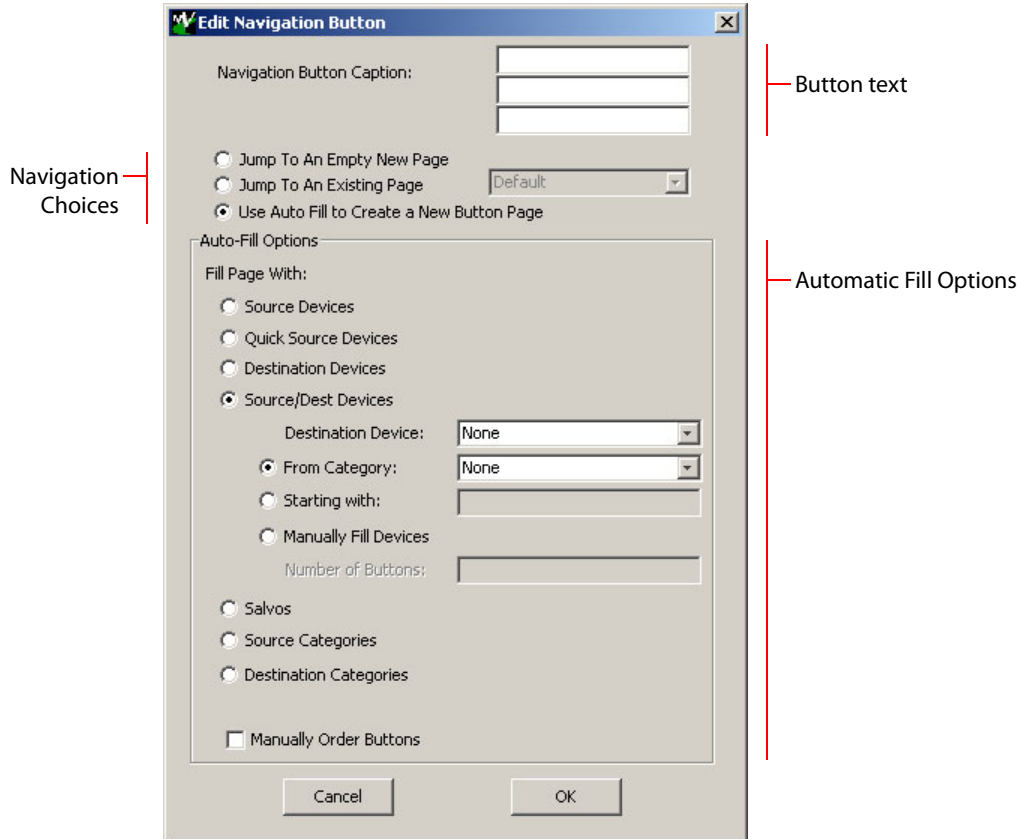 Edit Navigation Button
Navigation Button Caption:
Button text
Navigation
Choices
Jump To An Empty New Page
Jump To An Existing Page
Default
Use Auto Fill to Create a New Button Page
Auto-Fill Options
Automatic Fill Options
Fill Page With:
Source Devices
Quick Source Devices
Destination Devices
Source/Dest Devices
Destination Device:
None
From Category:
None
Starting with:
Manually Fill Devices
Number of Buttons:
Salvos
Source Categories
Destination Categories
Manually Order Buttons
Cancel
OK